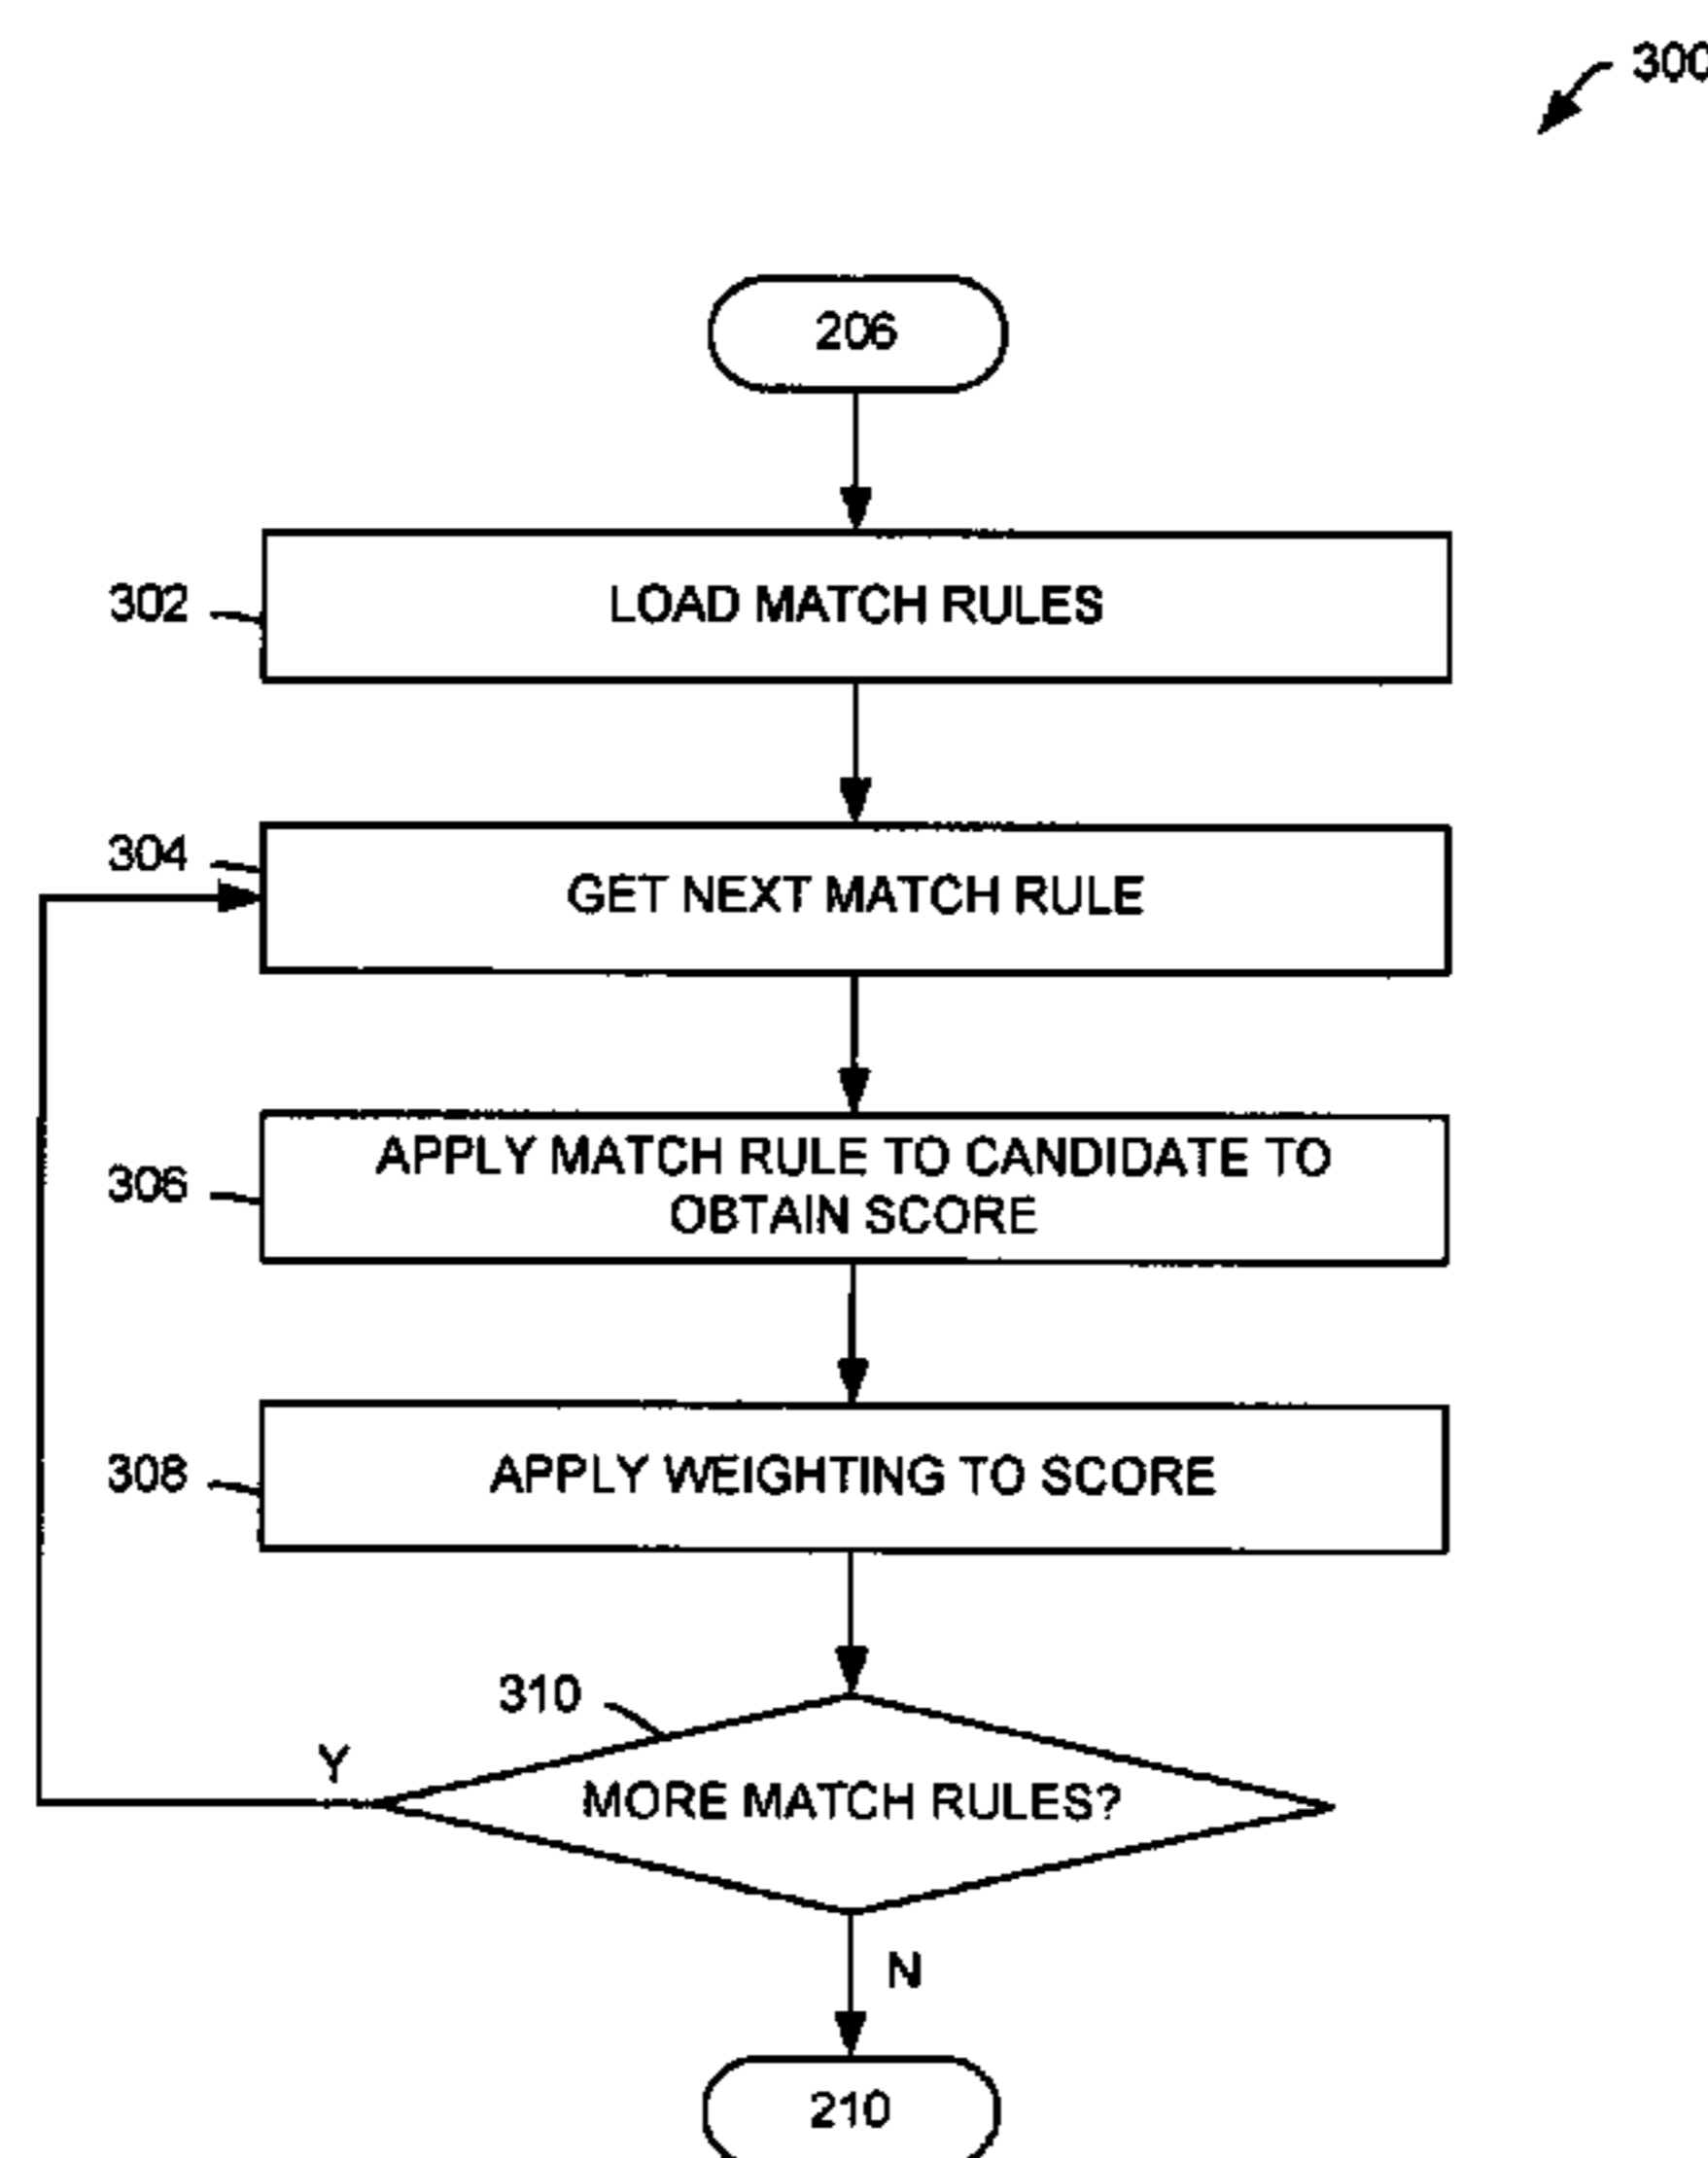 300
206
302
LOAD MATCH RULES
304
GET NEXT MATCH RULE
306
APPLY MATCH RULE TO CANDIDATE TO
OBTAIN SCORE
308
APPLY WEIGHTING TO SCORE
310
Y
MORE MATCH RULES?
N
210